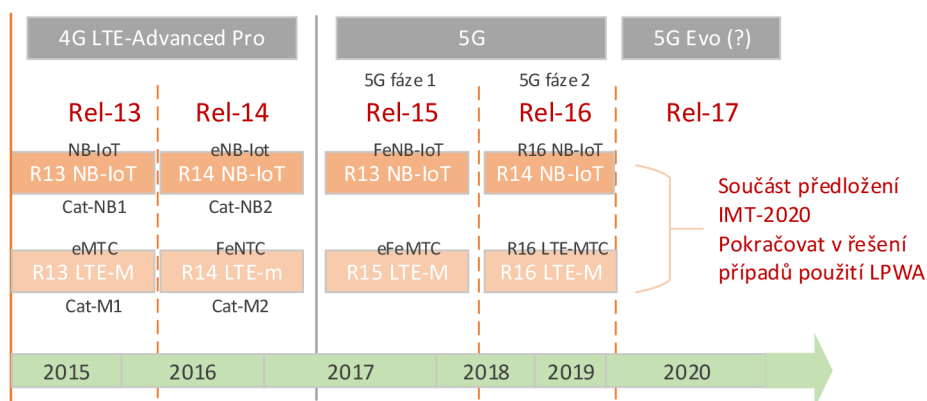 4G LTE-Advanced Pro
5G
5G Evo (?)
5G fáze 1
5G fáze 2
Rel-13
Rel-14
Rel-15
Rel-16
Rel-17
NB-IoT
eNB-Iot
FeNB-IoT
R16 NB-IoT
R13 NB-IoT
R14 NB-IoT
R13 NB-IoT
R14 NB-IoT
Cat-NB1
Cat-NB2
Součást předložení
IMT-2020
Pokračovat v řešení
případů použití LPWA
eMTC
FeNTC
eFeMTC
R16 LTE-MTC
R13 LTE-M
R14 LTE-m
R15 LTE-M
R16 LTE-M
Cat-M1
Cat-M2
2015
2016
2017
2018
2019
2020